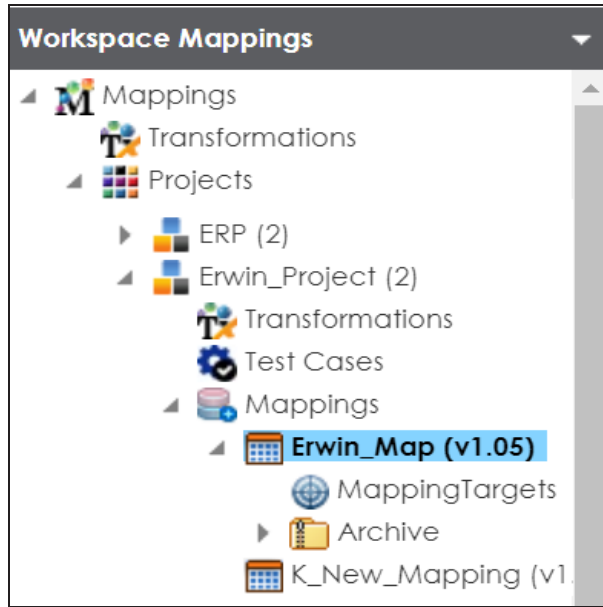 Workspace Mappings
Mappings
Transformations
Projects
ERP (2)
Erwin_Project (2)
Transformations
Test Cases
Mappings
Erwin_Map (v1.05)
MappingTargets
Archive
K_New_Mapping (v1.